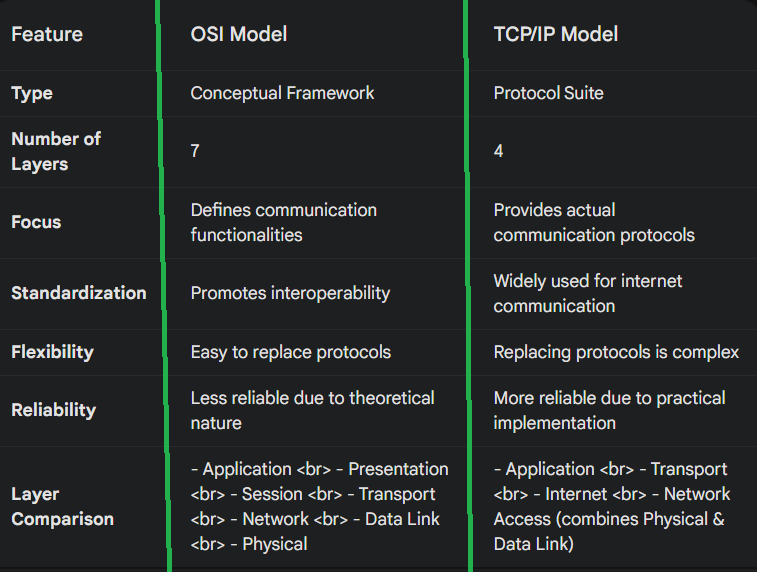 Feature OSI Model TCP/IP Model
Type Conceptual Framework Protocol Suite
Number of
Layers
7
4
Focus
Defines communication
functionalities
Provides actual
communication protocols
Standardization
Promotes interoperability
Widely used for internet
communication
Flexibility Easy to replace protocols Replacing protocols is complex
Reliability
Less reliable due to theoretical
nature
More reliable due to practical
implementation
Layer
Comparison
- Application <br> - Presentation
<br> - Session <br> - Transport
<br> - Network <br> - Data Link
<br> - Physical
- Application <br> - Transport
<br> - Internet <br> - Network
Access (combines Physical &
Data Link)